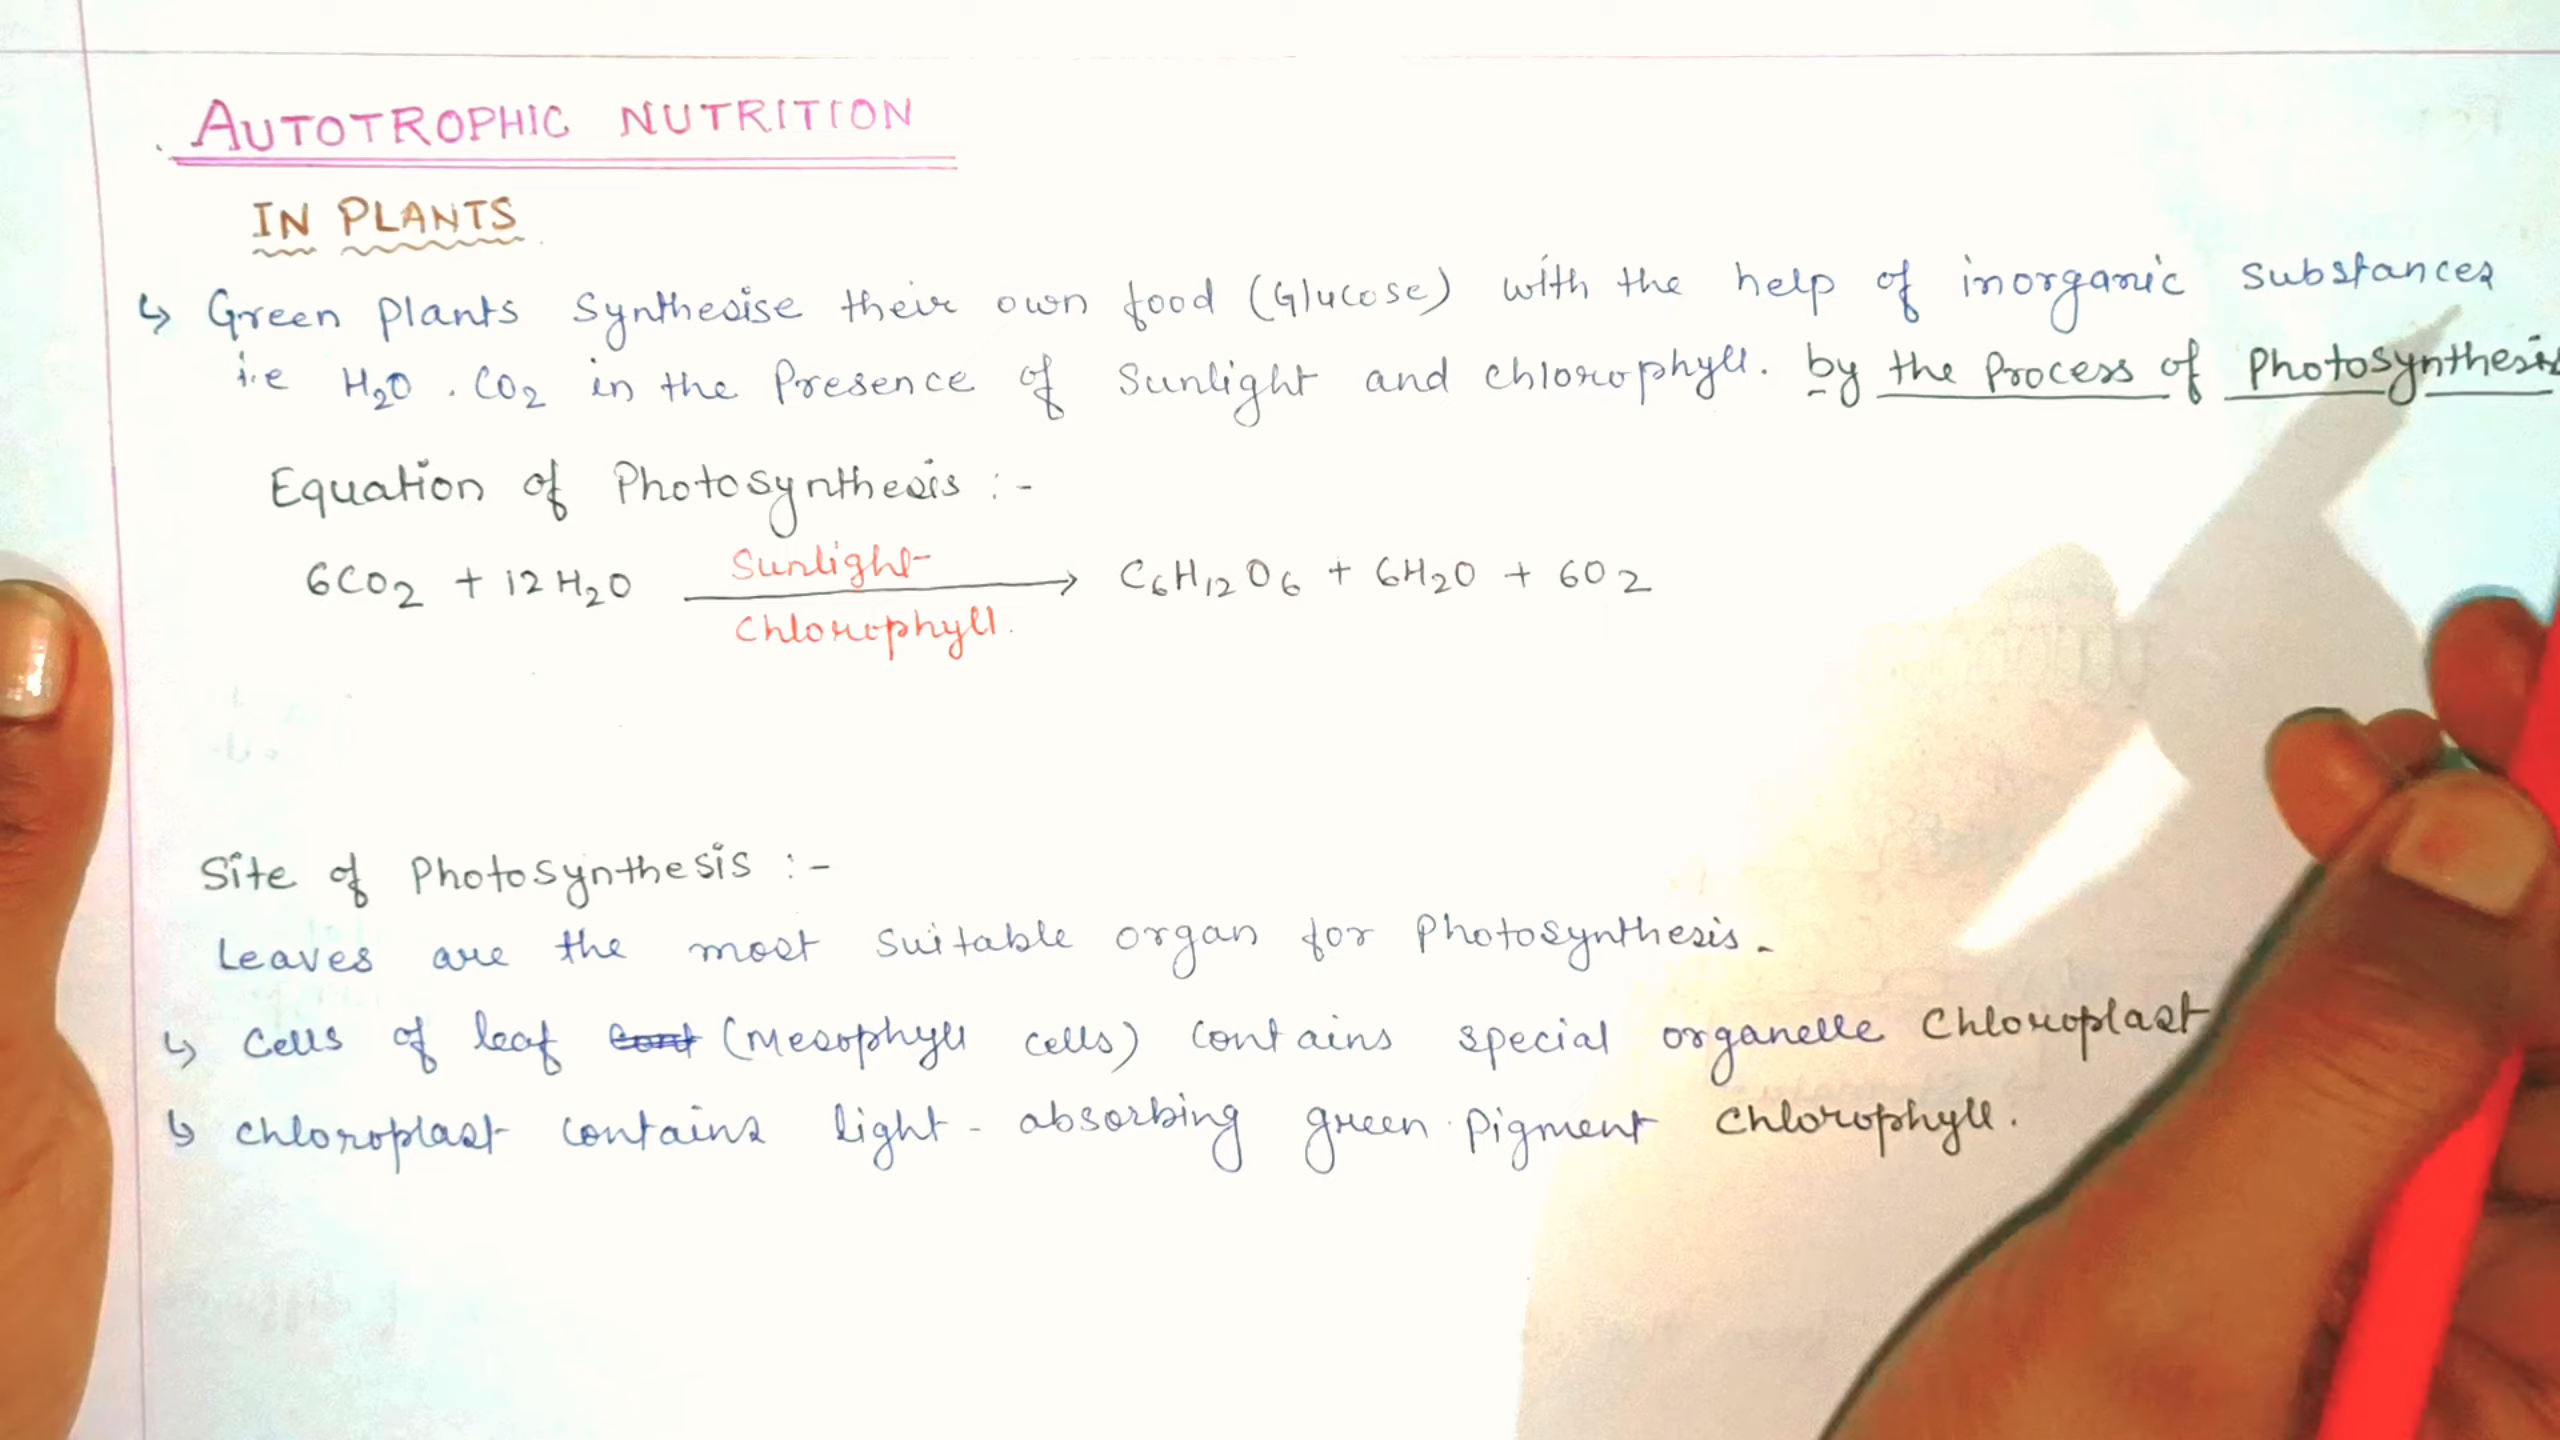 AUTOTROPHIC NUTRITION
IN PLANTS
↳ Green plants synthesise their own food (Glucose) with the help of inorganic substances
i.e H₂O . CO₂ in the Presence of Sunlight and chlorophyll. by the Process of Photosynthesis
Equation of Photosynthesis :-
Sunlight
6CO₂ + 12H₂O ⟶ C₆H₁₂O₆ + 6H₂O + 6O₂
Chlorophyll.
Site of Photosynthesis :-
Leaves are the most suitable organ for Photosynthesis.
↳ Cells of leaf (Mesophyll cells) contains special organelle Chloroplast
↳ chloroplast contains light-absorbing green pigment chlorophyll.